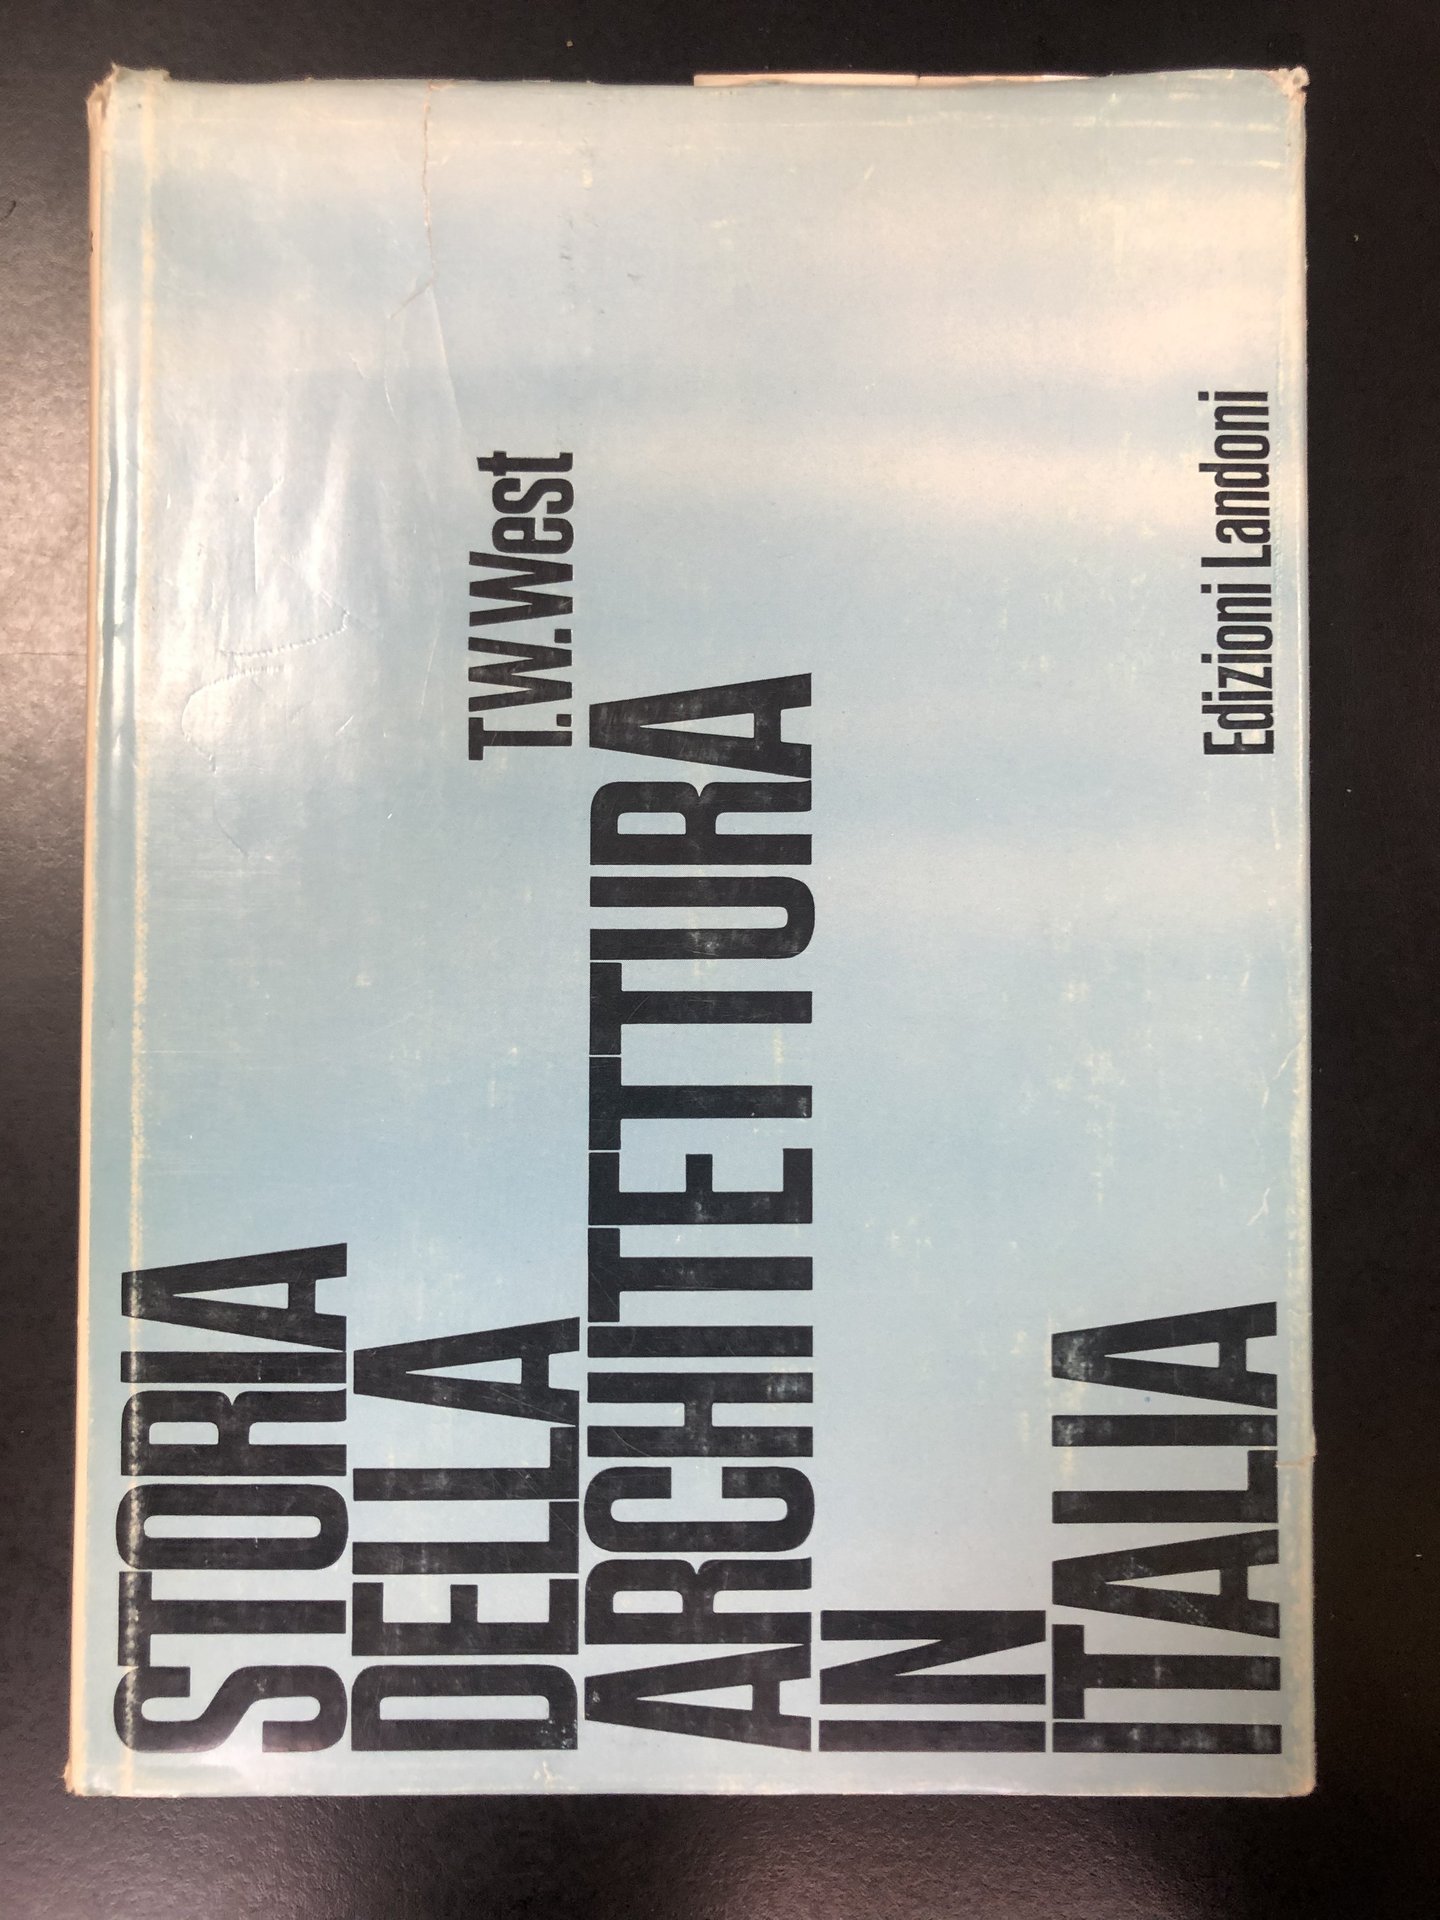 STORIA
DELLA
T.W.West
ARCHITETTURA
IN
ITALIA
Edizioni Landoni